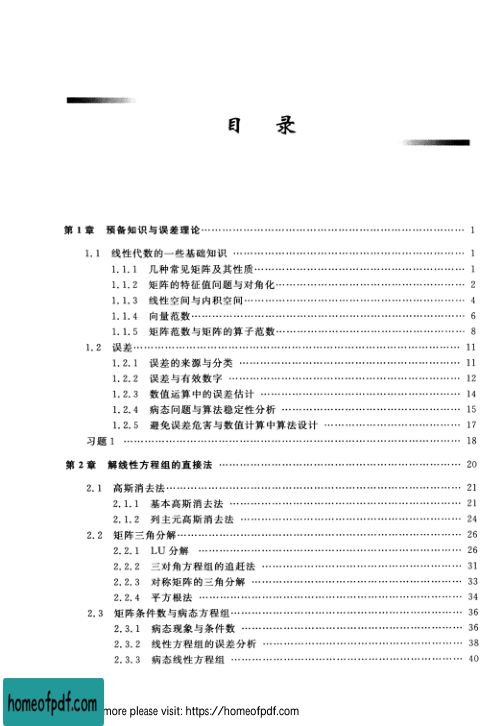 目 录
第 1 章 预备知识与误差理论…… 1
1.1 线性代数的一些基础知识 …… 1
1.1.1 几种常见矩阵及其性质…… 1
1.1.2 矩阵的特征值问题与对角化…… 2
1.1.3 线性空间与内积空间…… 4
1.1.4 向量范数…… 6
1.1.5 矩阵范数与矩阵的算子范数…… 8
1.2 误差…… 11
1.2.1 误差的来源与分类 …… 11
1.2.2 误差与有效数字 …… 12
1.2.3 数值运算中的误差估计 …… 14
1.2.4 病态问题与算法稳定性分析 …… 15
1.2.5 避免误差危害与数值计算中算法设计 …… 17
习题 1 …… 18
第 2 章 解线性方程组的直接法 …… 20
2.1 高斯消去法…… 21
2.1.1 基本高斯消去法 …… 21
2.1.2 列主元高斯消去法 …… 24
2.2 矩阵三角分解…… 26
2.2.1 LU 分解 …… 26
2.2.2 三对角方程组的追赶法 …… 31
2.2.3 对称矩阵的三角分解 …… 33
2.2.4 平方根法…… 34
2.3 矩阵条件数与病态方程组…… 36
2.3.1 病态现象与条件数 …… 36
2.3.2 线性方程组的误差分析 …… 38
2.3.3 病态线性方程组 …… 40
homeofpdf.com
more please visit: https://homeofpdf.com